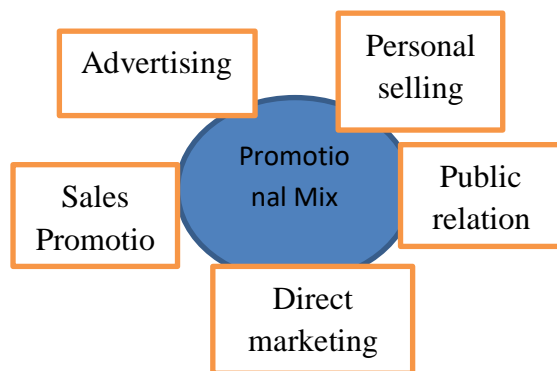 Advertising
Personal
selling
Promotio
nal Mix
Sales
Promotio
Public
relation
Direct
marketing